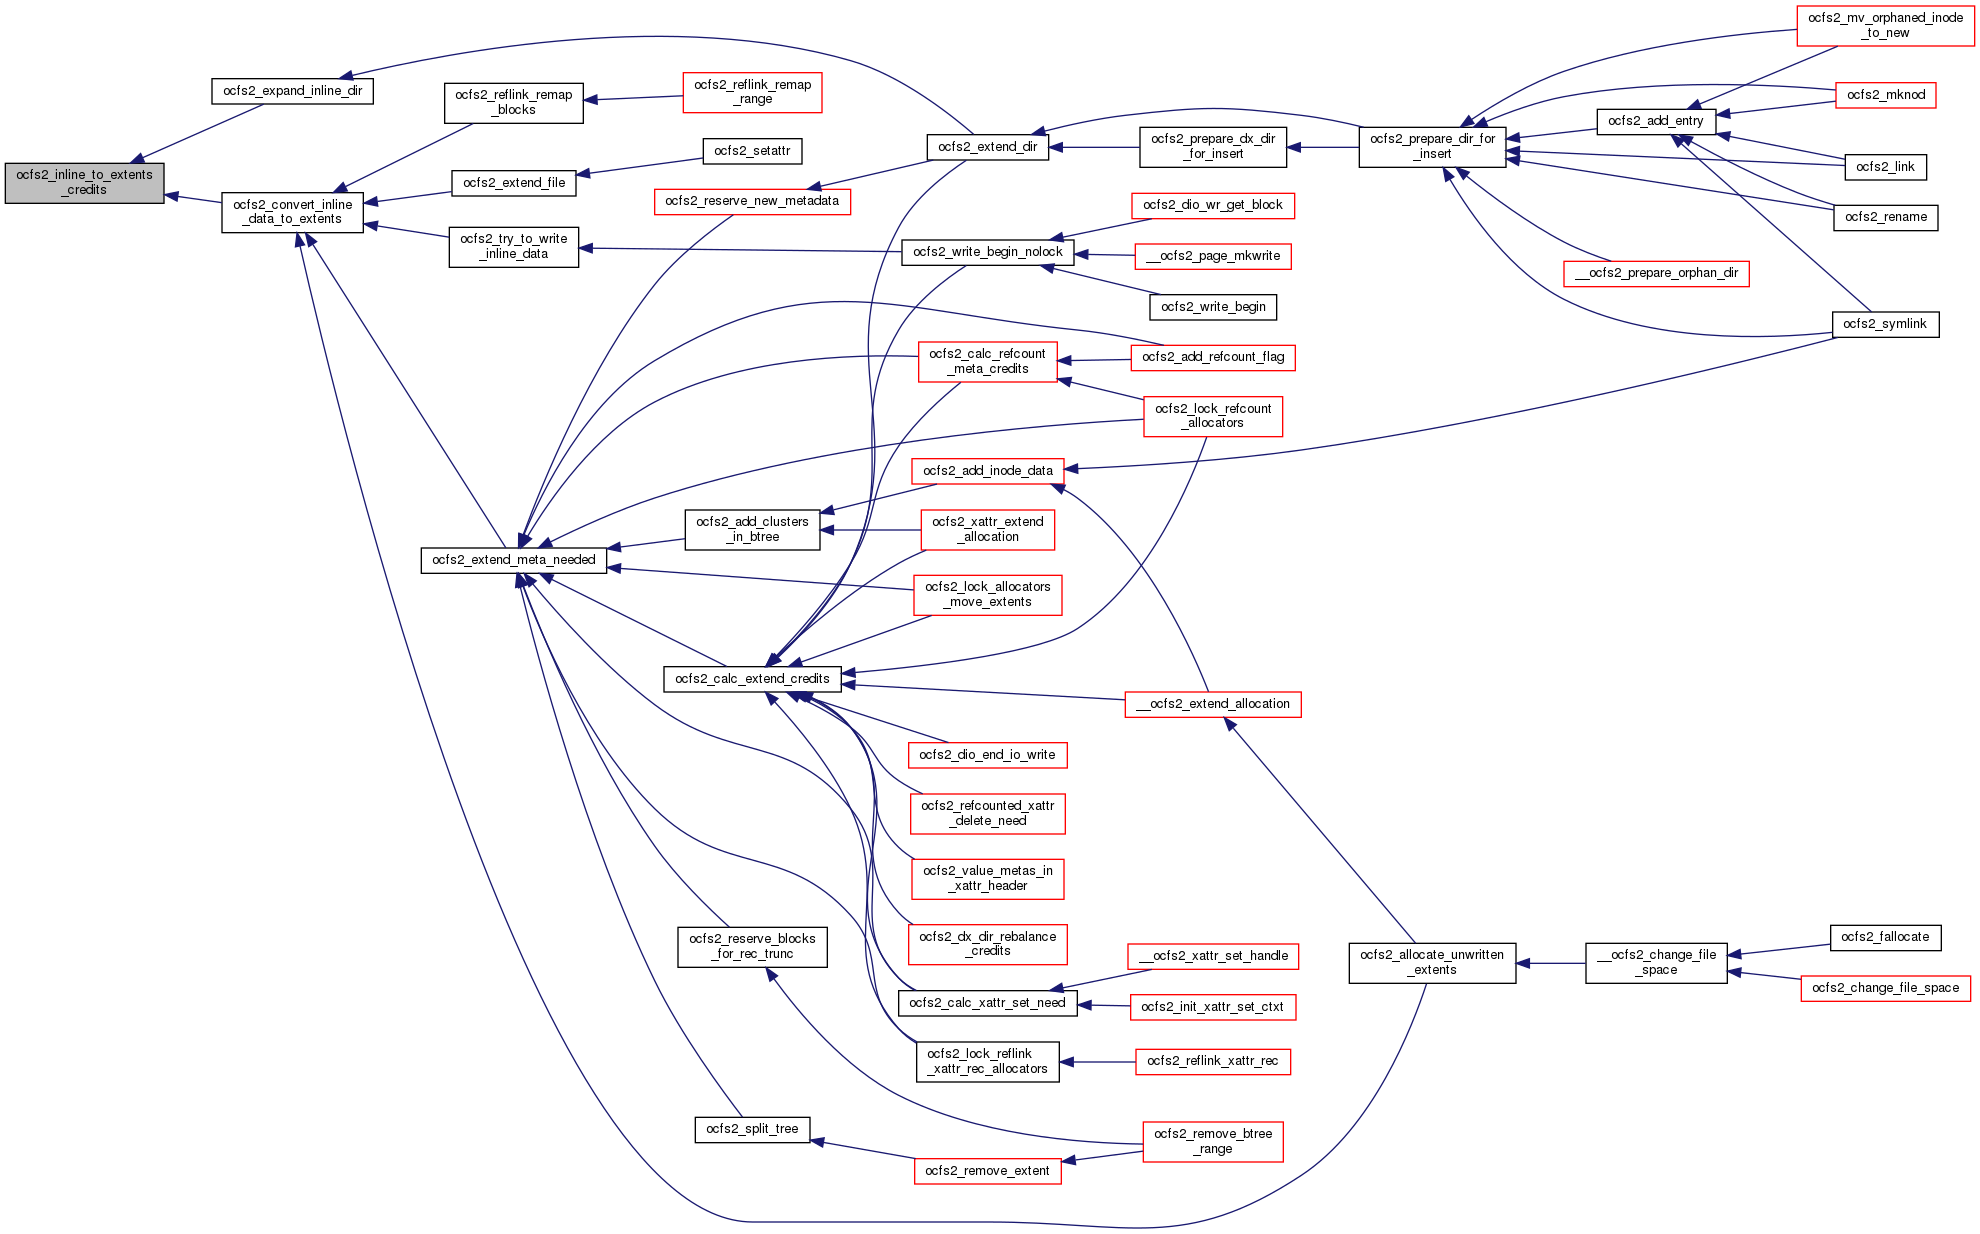 ocfs2_inline_to_extents
_credits
ocfs2_expand_inline_dir
ocfs2_convert_inline
_data_to_extents
ocfs2_reflink_remap
_blocks
ocfs2_extend_file
ocfs2_try_to_write
_inline_data
ocfs2_extend_meta_needed
ocfs2_reflink_remap
_range
ocfs2_setattr
ocfs2_reserve_new_metadata
ocfs2_add_clusters
_in_btree
ocfs2_calc_extend_credits
ocfs2_reserve_blocks
_for_rec_trunc
ocfs2_split_tree
ocfs2_extend_dir
ocfs2_write_begin_nolock
ocfs2_calc_refcount
_meta_credits
ocfs2_add_inode_data
ocfs2_xattr_extend
_allocation
ocfs2_lock_allocators
_move_extents
ocfs2_dio_end_io_write
ocfs2_refcounted_xattr
_delete_need
ocfs2_value_metas_in
_xattr_header
ocfs2_dx_dir_rebalance
_credits
ocfs2_calc_xattr_set_need
ocfs2_lock_reflink
_xattr_rec_allocators
ocfs2_remove_extent
ocfs2_prepare_dx_dir
_for_insert
ocfs2_dio_wr_get_block
__ocfs2_page_mkwrite
ocfs2_write_begin
ocfs2_add_refcount_flag
ocfs2_lock_refcount
_allocators
__ocfs2_extend_allocation
__ocfs2_xattr_set_handle
ocfs2_init_xattr_set_ctxt
ocfs2_reflink_xattr_rec
ocfs2_remove_btree
_range
ocfs2_prepare_dir_for
_insert
ocfs2_allocate_unwritten
_extents
ocfs2_add_entry
__ocfs2_prepare_orphan_dir
__ocfs2_change_file
_space
ocfs2_mv_orphaned_inode
_to_new
ocfs2_mknod
ocfs2_link
ocfs2_rename
ocfs2_symlink
ocfs2_fallocate
ocfs2_change_file_space